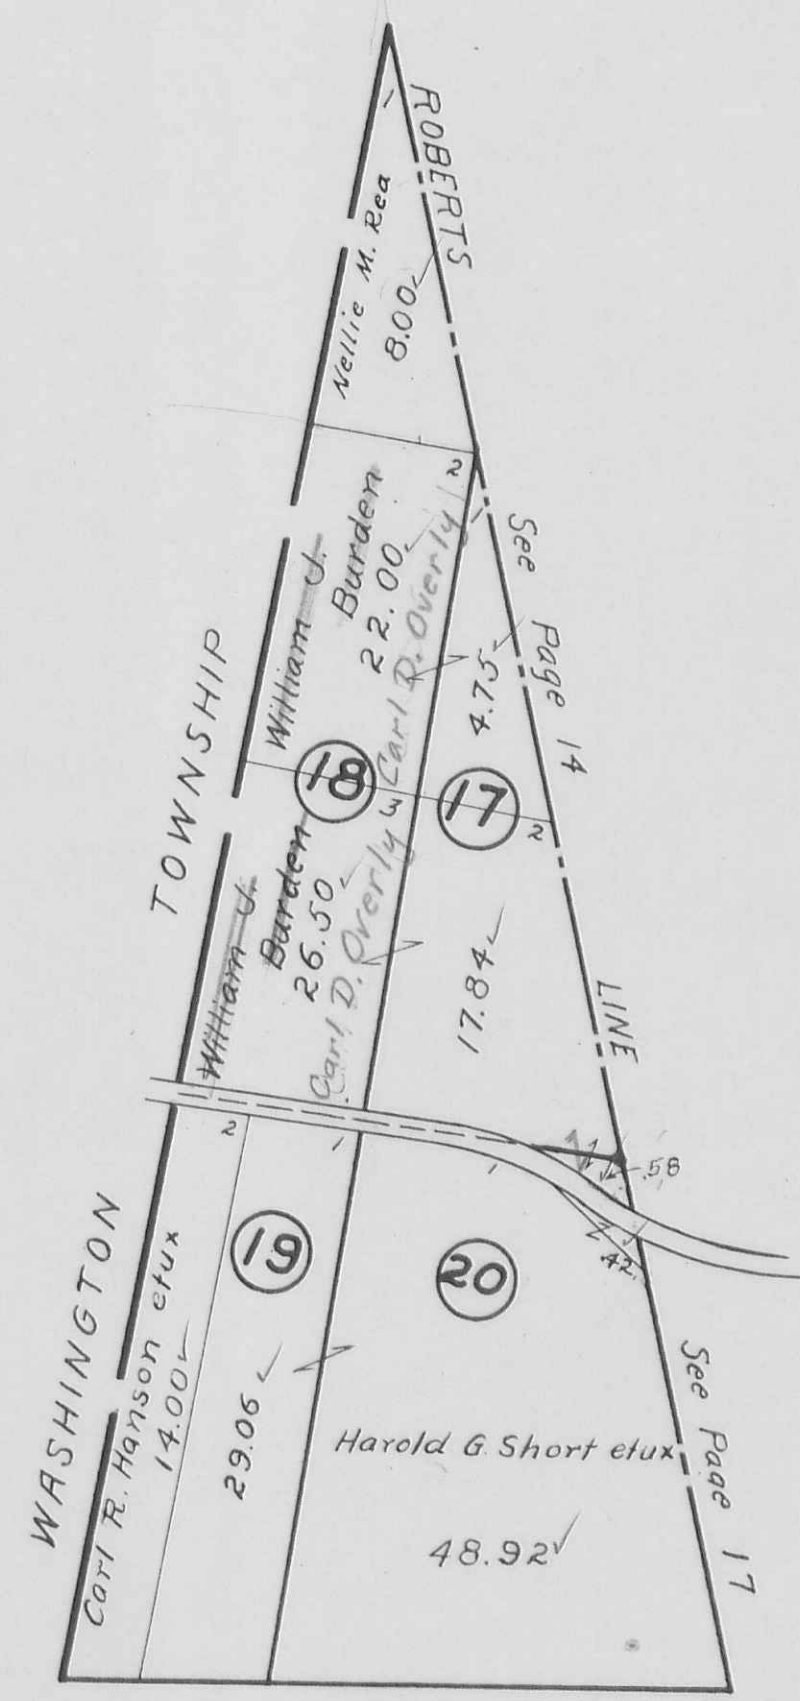 ROBERTS
1
Nellie M. Rea
8.00
2
William J.
Burden
22.00
Carl D. Overly
1
See Page 14
4.75
TOWNSHIP
18
3
17
2
William J.
Burden
26.50
Carl D. Overly
17.84
LINE
2
1
1
.58
.42
WASHINGTON
19
20
Carl R. Hanson etux
14.00
29.06
Harold G. Short etux
48.92
See Page 17